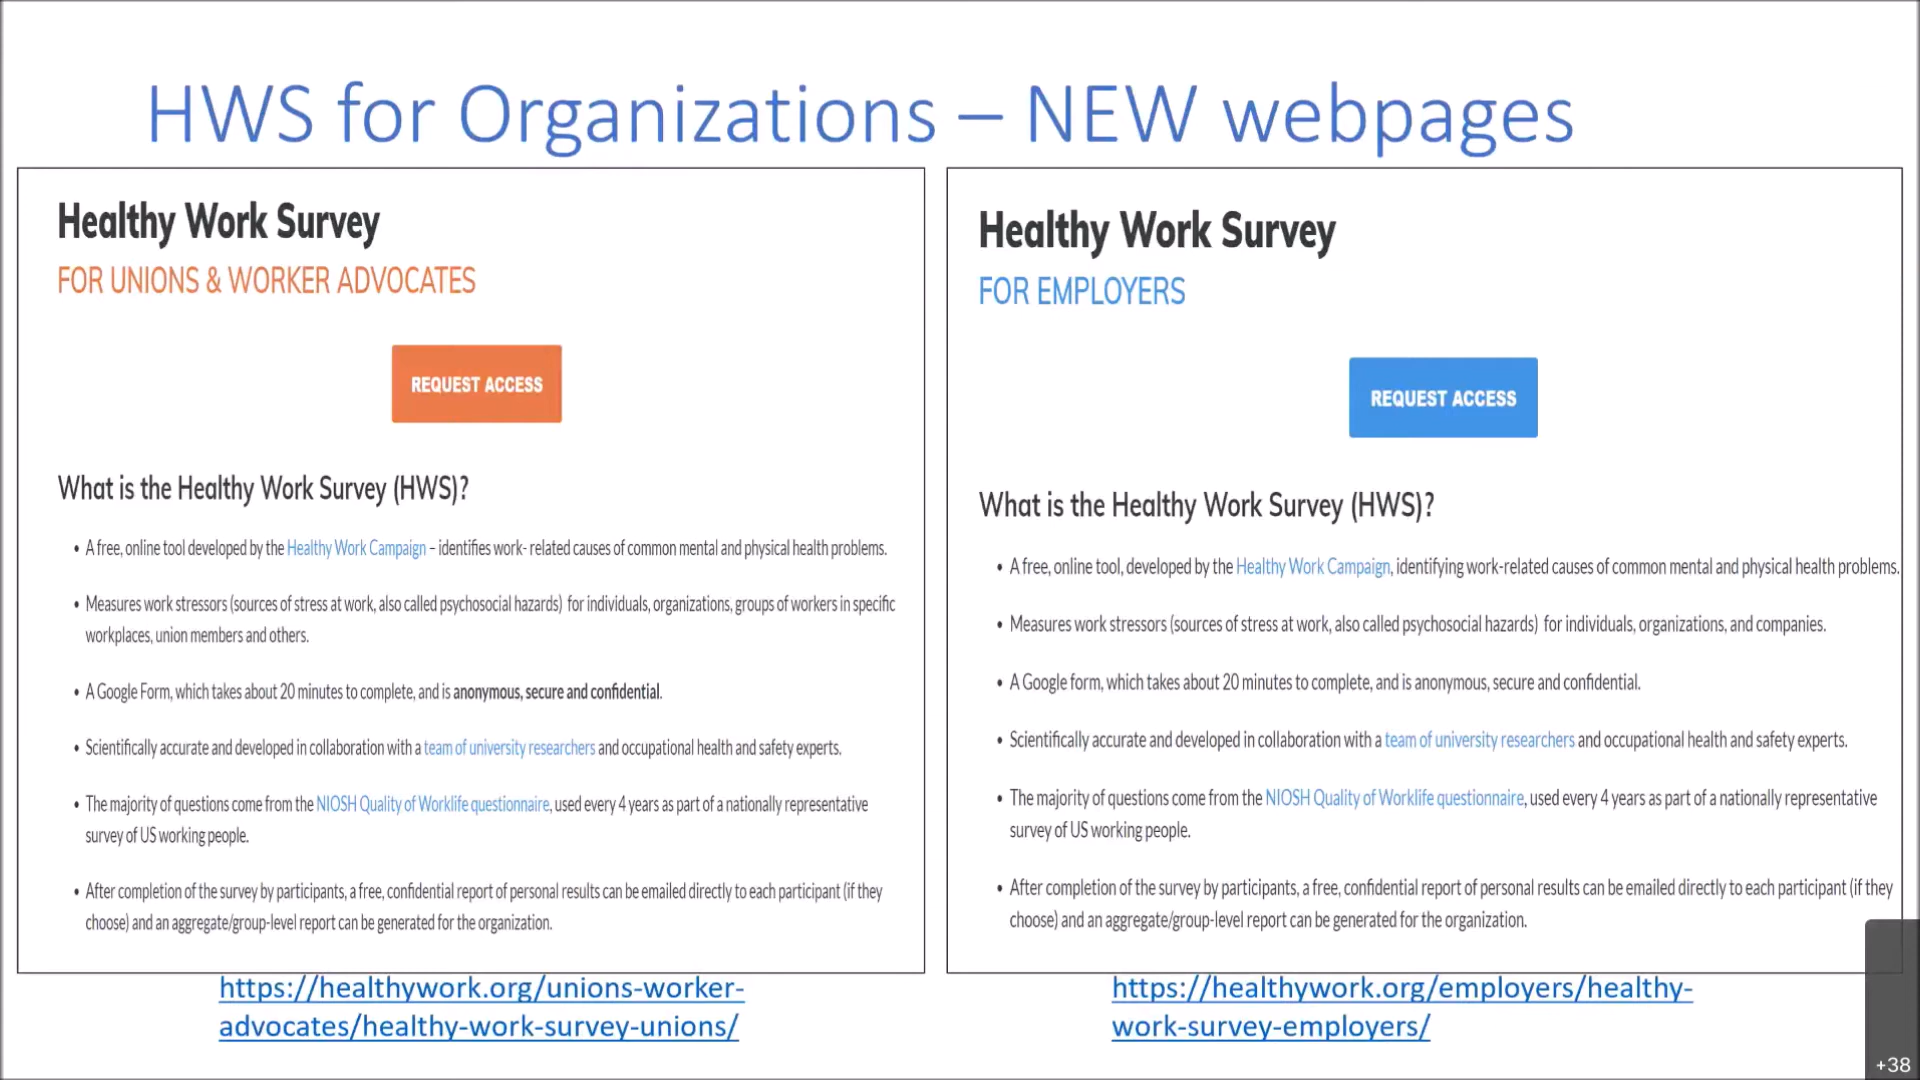 HWS for Organizations – NEW webpages
Healthy Work Survey
FOR UNIONS & WORKER ADVOCATES
REQUEST ACCESS
What is the Healthy Work Survey (HWS)?
• A free, online tool developed by the Healthy Work Campaign – identifies work- related causes of common mental and physical health problems.
• Measures work stressors (sources of stress at work, also called psychosocial hazards) for individuals, organizations, groups of workers in specific
workplaces, union members and others.
• A Google Form, which takes about 20 minutes to complete, and is anonymous, secure and confidential.
• Scientifically accurate and developed in collaboration with a team of university researchers and occupational health and safety experts.
• The majority of questions come from the NIOSH Quality of Worklife questionnaire, used every 4 years as part of a nationally representative
survey of US working people.
• After completion of the survey by participants, a free, confidential report of personal results can be emailed directly to each participant (if they
choose) and an aggregate/group-level report can be generated for the organization.
https://healthywork.org/unions-worker-
advocates/healthy-work-survey-unions/
Healthy Work Survey
FOR EMPLOYERS
REQUEST ACCESS
What is the Healthy Work Survey (HWS)?
• A free, online tool, developed by the Healthy Work Campaign, identifying work-related causes of common mental and physical health problems.
• Measures work stressors (sources of stress at work, also called psychosocial hazards) for individuals, organizations, and companies.
• A Google form, which takes about 20 minutes to complete, and is anonymous, secure and confidential.
• Scientifically accurate and developed in collaboration with a team of university researchers and occupational health and safety experts.
• The majority of questions come from the NIOSH Quality of Worklife questionnaire, used every 4 years as part of a nationally representative
survey of US working people.
• After completion of the survey by participants, a free, confidential report of personal results can be emailed directly to each participant (if they
choose) and an aggregate/group-level report can be generated for the organization.
https://healthywork.org/employers/healthy-
work-survey-employers/
+38